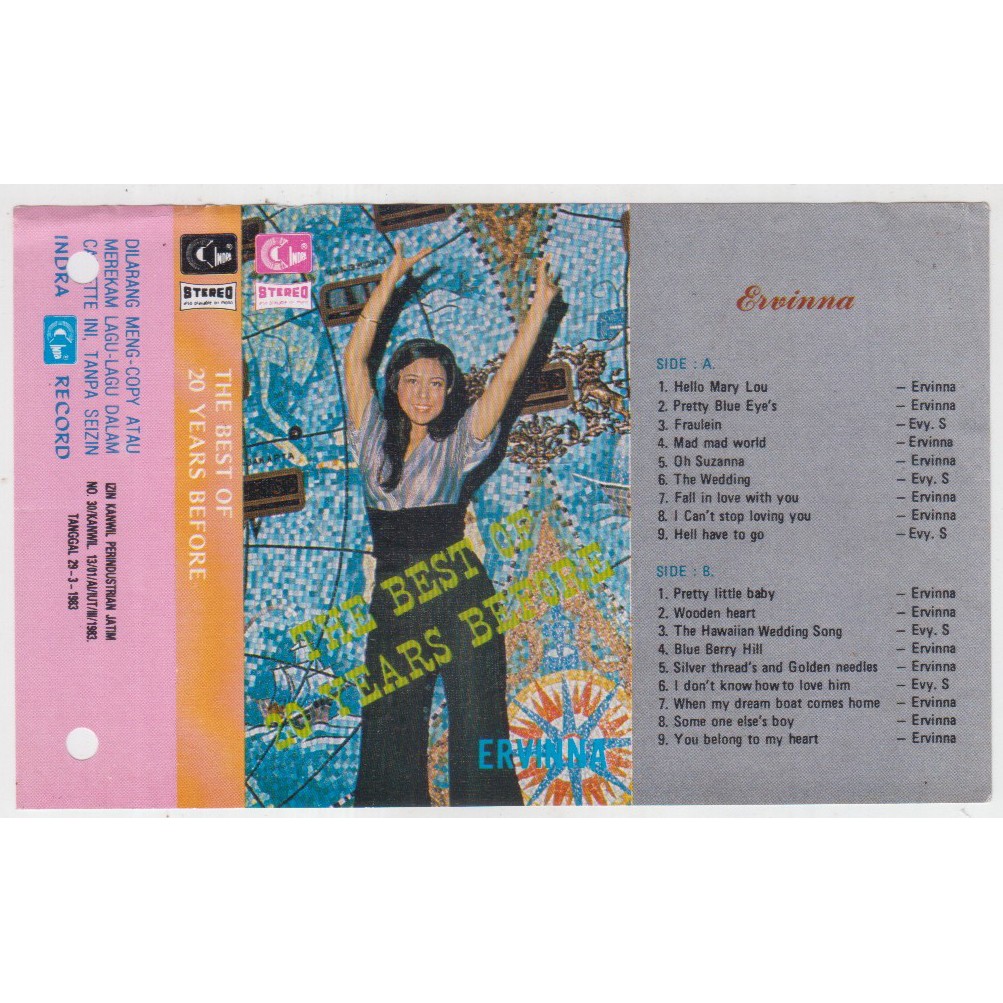 DILARANG MENG-COPY ATAU
MEREKAM LAGU-LAGU DALAM
INI, TANPA SEIZIN
INDRA RECORD
IZIN KANWIL PERINDUSTRIAN JATIM
NO. 30/KANWIL 13/01/AI/UT/III/1983.
TANGGAL 29-3-1983
INDRA
STEREO
THE BEST OF
20 YEARS BEFORE
INDRA
STEREO
JAKARTA
THE BEST OF
20 YEARS BEFORE
ERVINNA
Ervinna
SIDE : A.
1. Hello Mary Lou – Ervinna
2. Pretty Blue Eye's – Ervinna
3. Fraulein – Evy. S
4. Mad mad world – Ervinna
5. Oh Suzanna – Ervinna
6. The Wedding – Evy. S
7. Fall in love with you – Ervinna
8. I Can't stop loving you – Ervinna
9. Hell have to go – Evy. S
SIDE : B.
1. Pretty little baby – Ervinna
2. Wooden heart – Ervinna
3. The Hawaiian Wedding Song – Evy. S
4. Blue Berry Hill – Ervinna
5. Silver thread's and Golden needles – Ervinna
6. I don't know how to love him – Evy. S
7. When my dream boat comes home – Ervinna
8. Some one else's boy – Ervinna
9. You belong to my heart – Ervinna